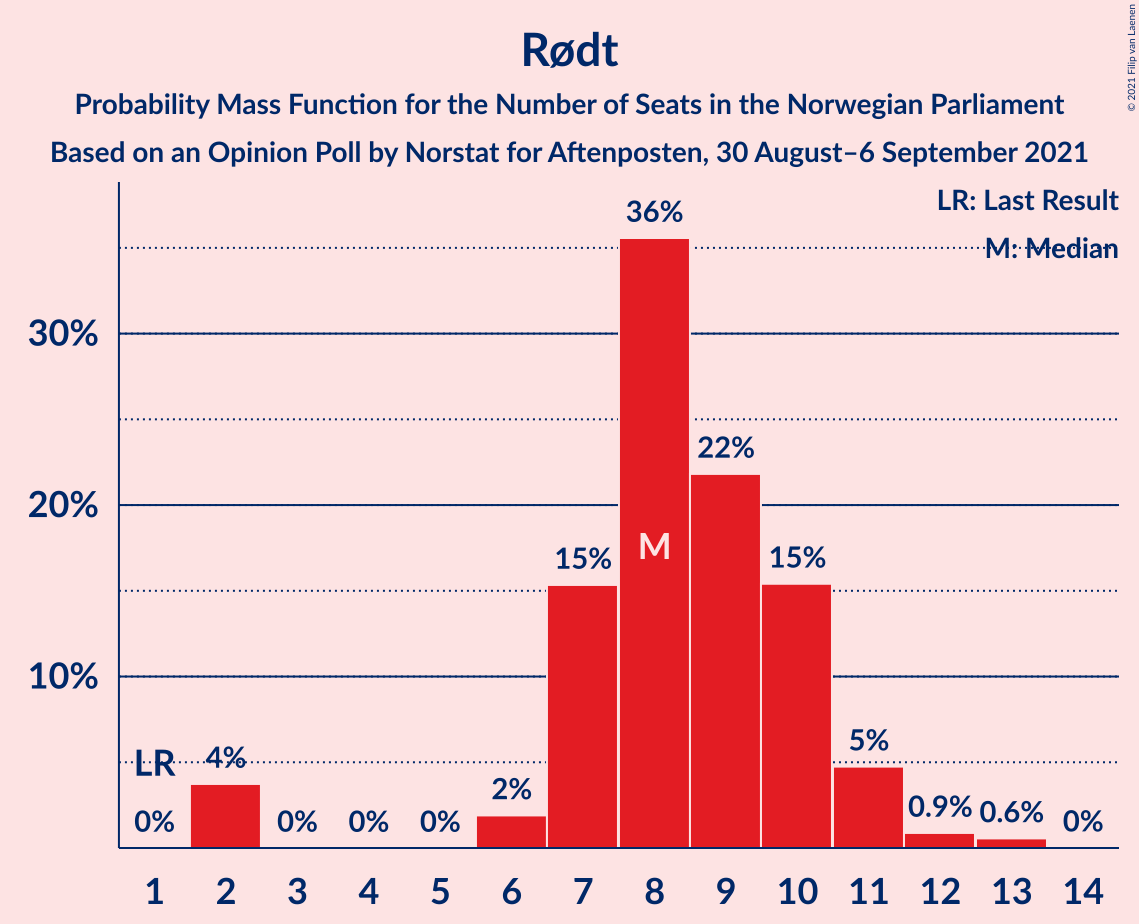 Rødt
Probability Mass Function for the Number of Seats in the Norwegian Parliament
Based on an Opinion Poll by Norstat for Aftenposten, 30 August–6 September 2021
© 2021 Filip van Laenen
LR: Last Result
M: Median
36%
30%
22%
20%
M
15%
15%
10%
LR
4%
5%
2%
0.9%
0.6%
0%
0%
0%
0%
0%
1 2 3 4 5 6 7 8 9 10 11 12 13 14